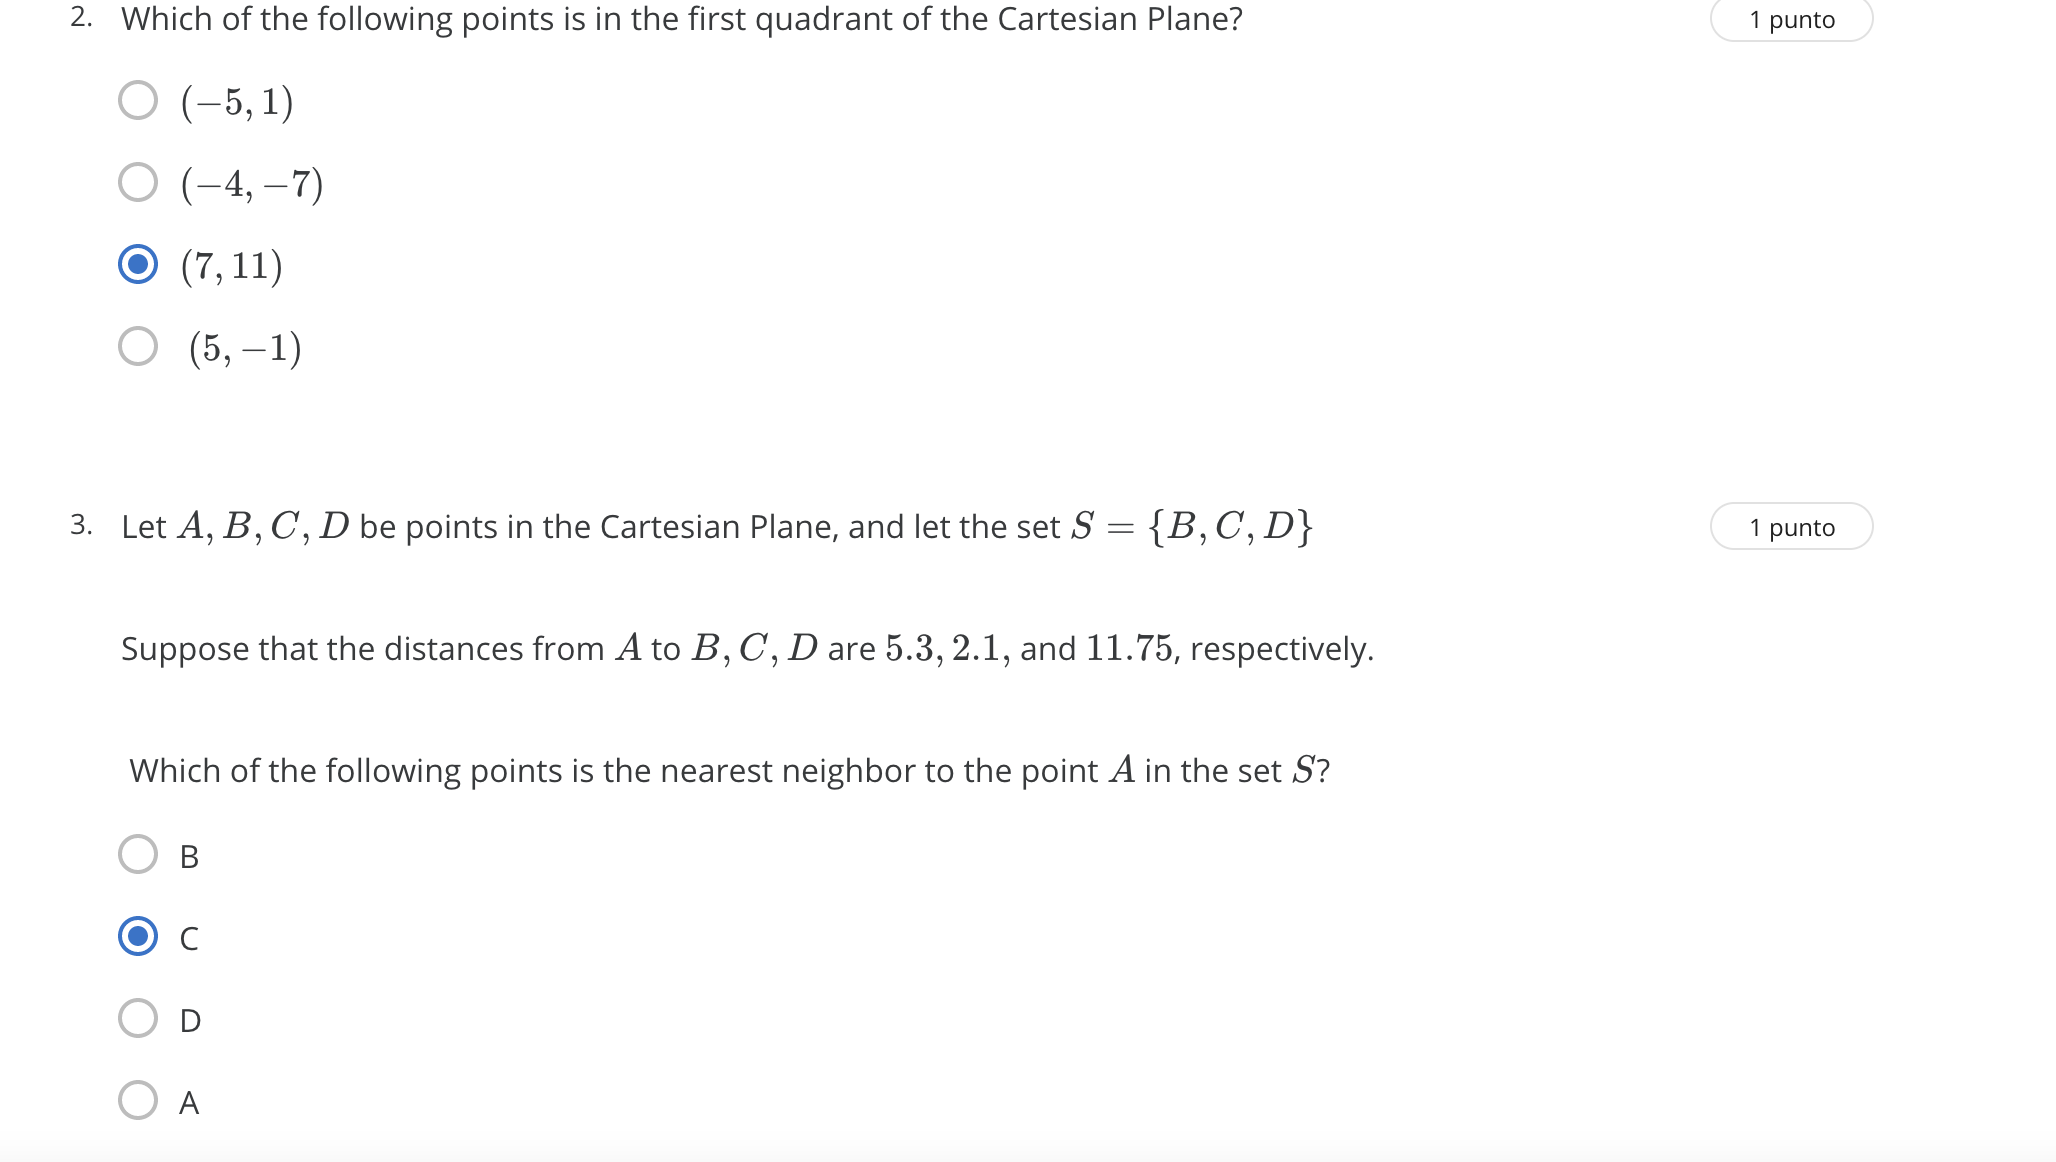 2. Which of the following points is in the first quadrant of the Cartesian Plane? 1 punto
(−5, 1)
(−4, −7)
(7, 11)
(5, −1)
3. Let A, B, C, D be points in the Cartesian Plane, and let the set S = {B, C, D} 1 punto
Suppose that the distances from A to B, C, D are 5.3, 2.1, and 11.75, respectively.
Which of the following points is the nearest neighbor to the point A in the set S?
B
C
D
A